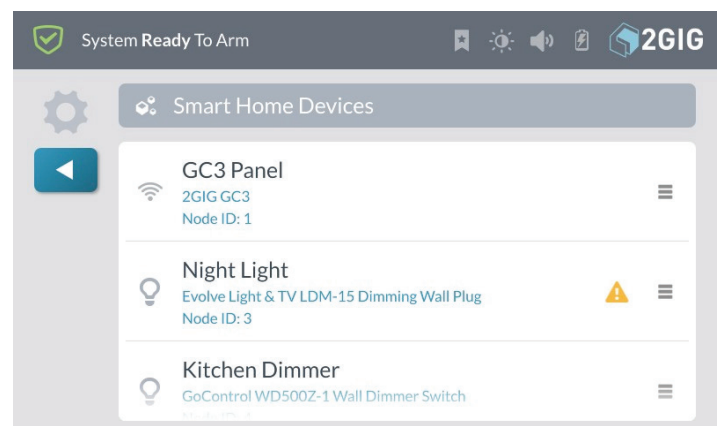 System Ready To Arm
2GIG
Smart Home Devices
GC3 Panel
2GIG GC3
Node ID: 1
Night Light
Evolve Light & TV LDM-15 Dimming Wall Plug
Node ID: 3
Kitchen Dimmer
GoControl WD500Z-1 Wall Dimmer Switch